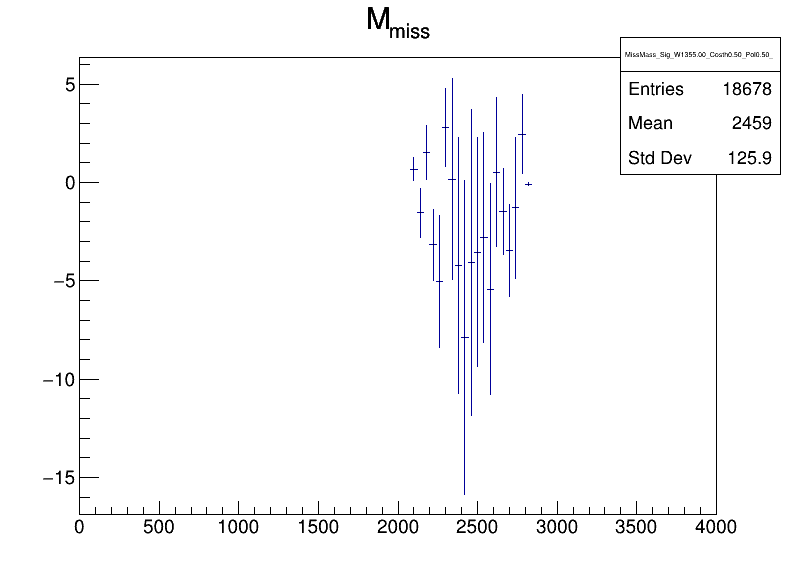 M_miss
MissMass_Sig_W1355.00_Costh0.50_Pol0.50_
Entries 18678
Mean 2459
Std Dev 125.9
5
0
−5
−10
−15
0 500 1000 1500 2000 2500 3000 3500 4000